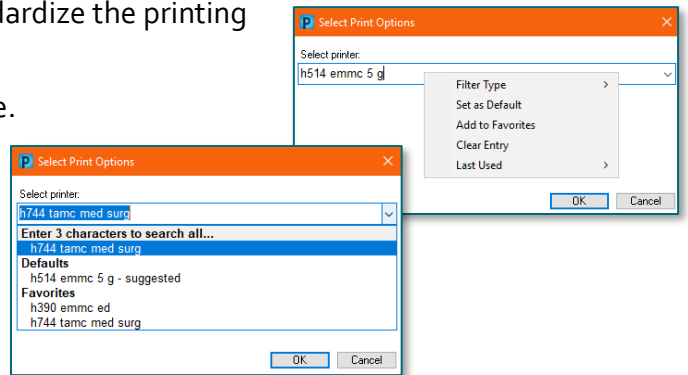 dardize the printing
e.
P Select Print Options
Select printer:
h514 emmc 5 g
Filter Type
Set as Default
Add to Favorites
Clear Entry
Last Used
OK Cancel
P Select Print Options
Select printer:
h744 tamc med surg
Enter 3 characters to search all...
h744 tamc med surg
Defaults
h514 emmc 5 g - suggested
Favorites
h390 emmc ed
h744 tamc med surg
OK Cancel